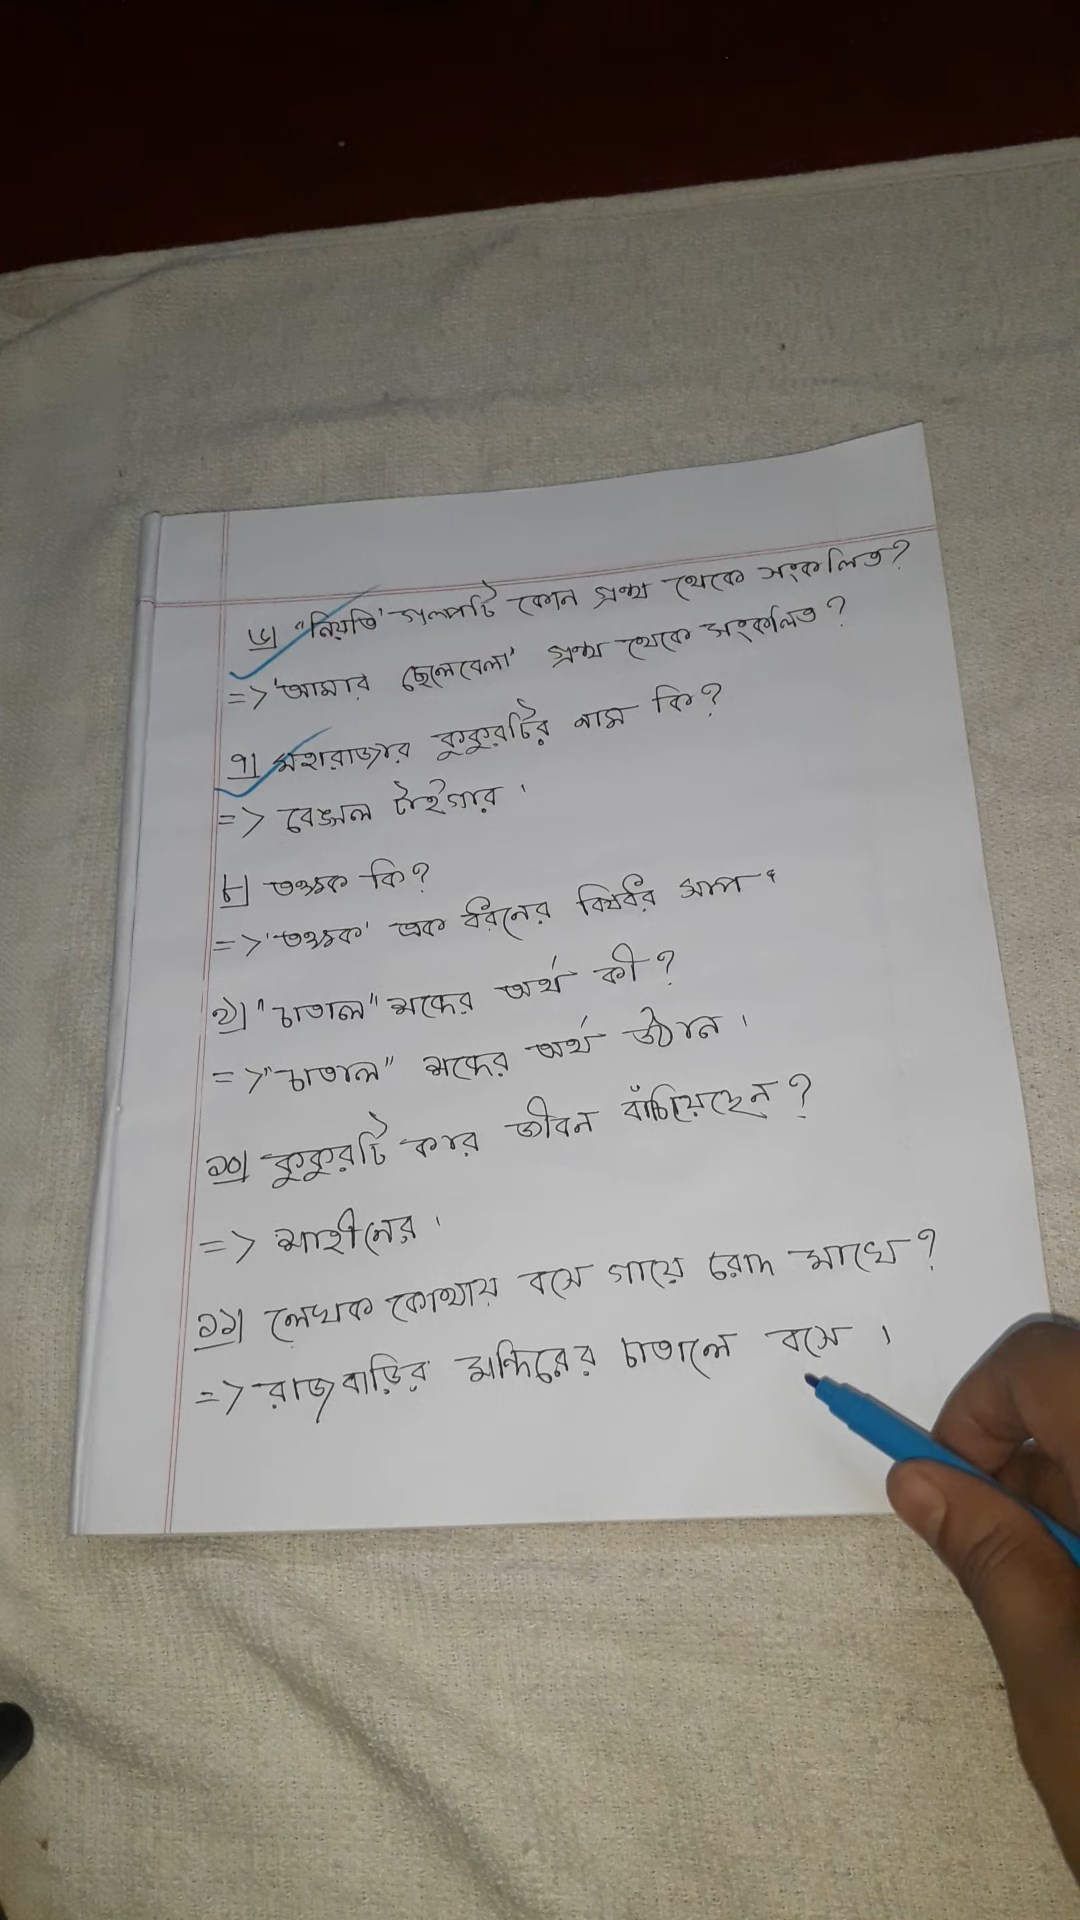 ৬। "নিয়তি' গল্পটি কোন গ্রন্থ থেকে সংকলিত?
=> 'আমার ছেলেবেলা' গ্রন্থ থেকে সংকলিত?
৭। মহারাজার কুকুরটির নাম কি?
=> বেঙ্গল টাইগার।
৮। তক্ষক কি?
=> 'তক্ষক' এক ধরনের বিষধর সাপ।
৯। "চাতাল" শব্দের অর্থ কী?
=> "চাতাল" শব্দের অর্থ উঠান।
১০। কুকুরটি কার জীবন বাঁচিয়েছেন?
=> শাহীনের।
১১। লেখক কোথায় বসে গায়ে রোদ মাখে?
=> রাজবাড়ির মন্দিরের চাতালে বসে।